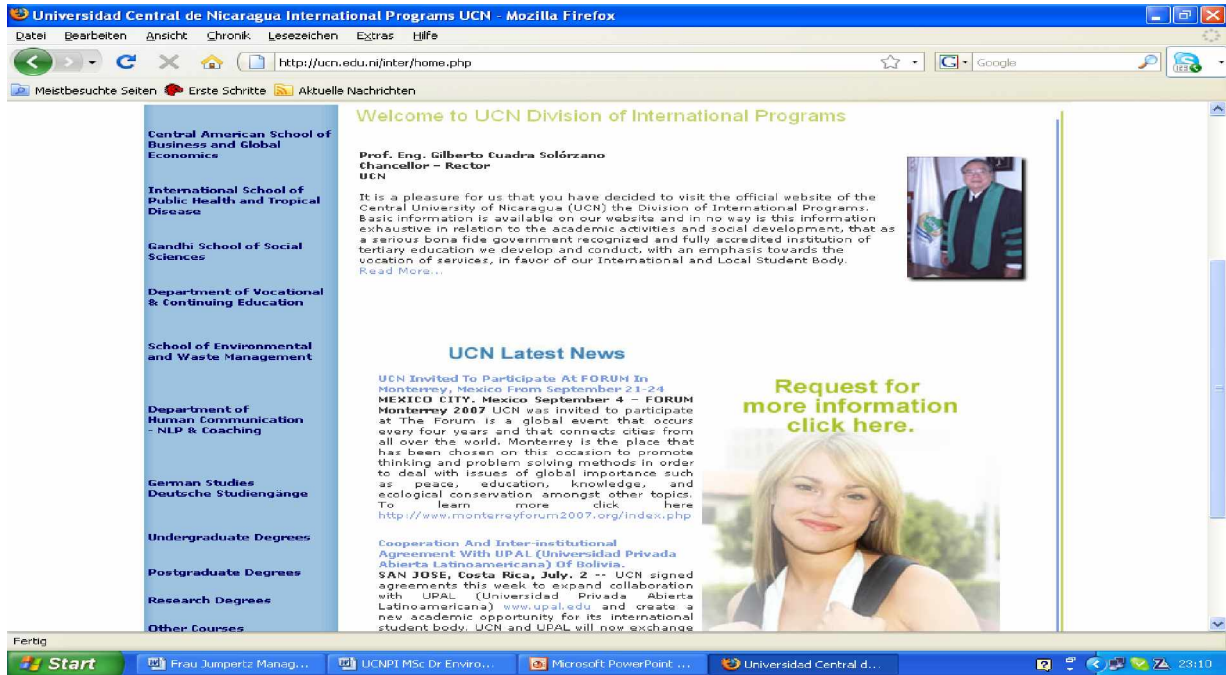 Universidad Central de Nicaragua International Programs UCN - Mozilla Firefox
Datei Bearbeiten Ansicht Chronik Lesezeichen Extras Hilfe
http://ucn.edu.ni/inter/home.php
Google
Meistbesuchte Seiten Erste Schritte Aktuelle Nachrichten
Central American School of
Business and Global
Economics
International School of
Public Health and Tropical
Disease
Gandhi School of Social
Sciences
Department of Vocational
& Continuing Education
School of Environmental
and Waste Management
Department of
Human Communication
- NLP & Coaching
German Studies
Deutsche Studiengänge
Undergraduate Degrees
Postgraduate Degrees
Research Degrees
Other Courses
Welcome to UCN Division of International Programs
Prof. Eng. Gilberto Cuadra Solórzano
Chancellor – Rector
UCN
It is a pleasure for us that you have decided to visit the official website of the
Central University of Nicaragua (UCN) the Division of International Programs.
Basic information is available on our website and in no way is this information
exhaustive in relation to the academic activities and social development, that as
a serious bona fide government recognized and fully accredited institution of
tertiary education we develop and conduct, with an emphasis towards the
vocation of services, in favor of our International and Local Student Body.
Read More...
UCN Latest News
UCN Invited To Participate At FORUM In
Monterrey, Mexico From September 21-24
MEXICO CITY. Mexico September 4 – FORUM
Monterrey 2007 UCN was invited to participate
at The Forum is a global event that occurs
every four years and that connects cities from
all over the world. Monterrey is the place that
has been chosen on this occasion to promote
thinking and problem solving methods in order
to deal with issues of global importance such
as peace, education, knowledge, and
ecological conservation amongst other topics.
To learn more click here
http://www.monterreyforum2007.org/index.php
Cooperation And Inter-institutional
Agreement With UPAL (Universidad Privada
Abierta Latinoamericana) Of Bolivia.
SAN JOSE, Costa Rica, July. 2 -- UCN signed
agreements this week to expand collaboration
with UPAL (Universidad Privada Abierta
Latinoamericana) www.upal.edu and create a
new academic opportunity for its international
student body. UCN and UPAL will now exchange
Request for
more information
click here.
Fertig
Start
Frau Jumpertz Manag...
UCNPI MSc Dr Enviro...
Microsoft PowerPoint ...
Universidad Central d...
23:10